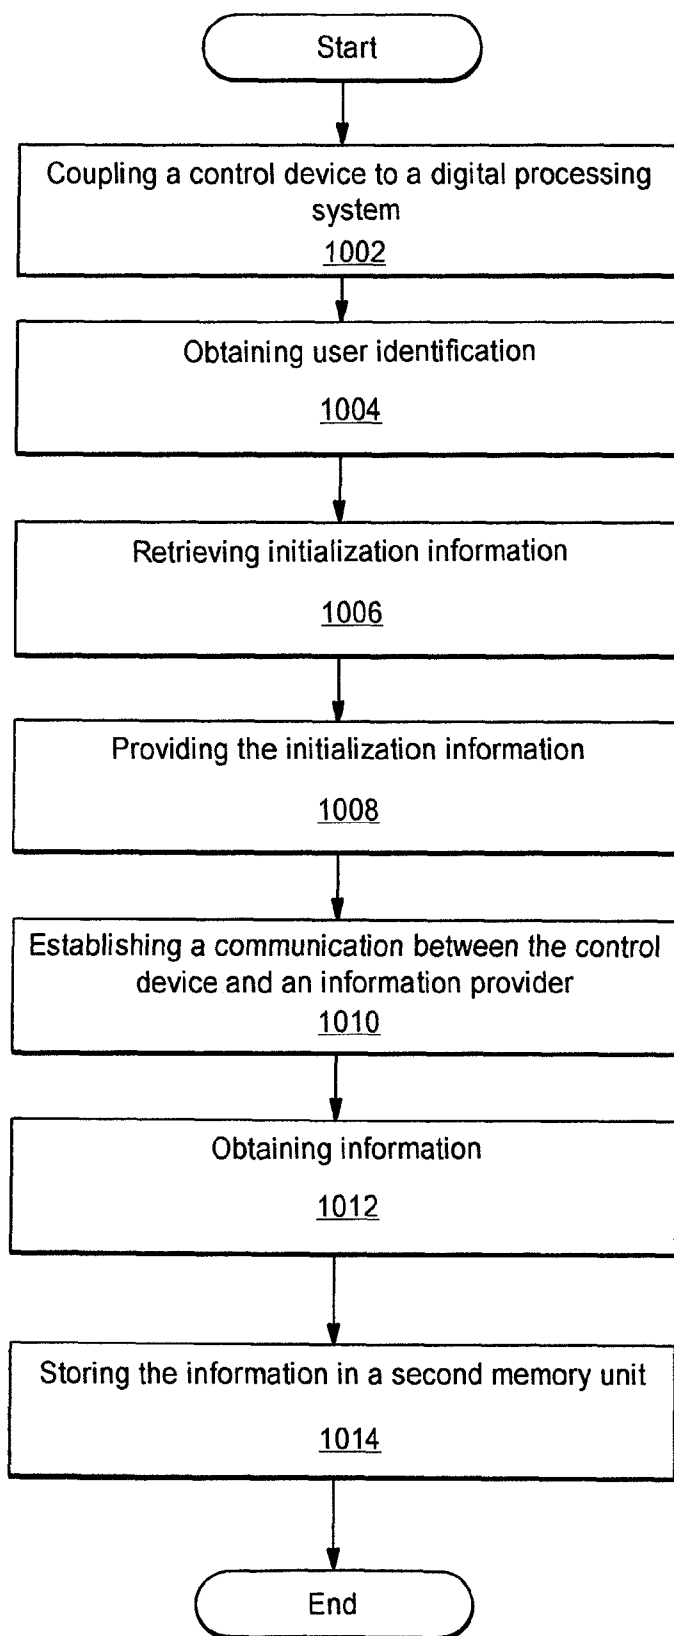 Start
Coupling a control device to a digital processing
system
1002
Obtaining user identification
1004
Retrieving initialization information
1006
Providing the initialization information
1008
Establishing a communication between the control
device and an information provider
1010
Obtaining information
1012
Storing the information in a second memory unit
1014
End